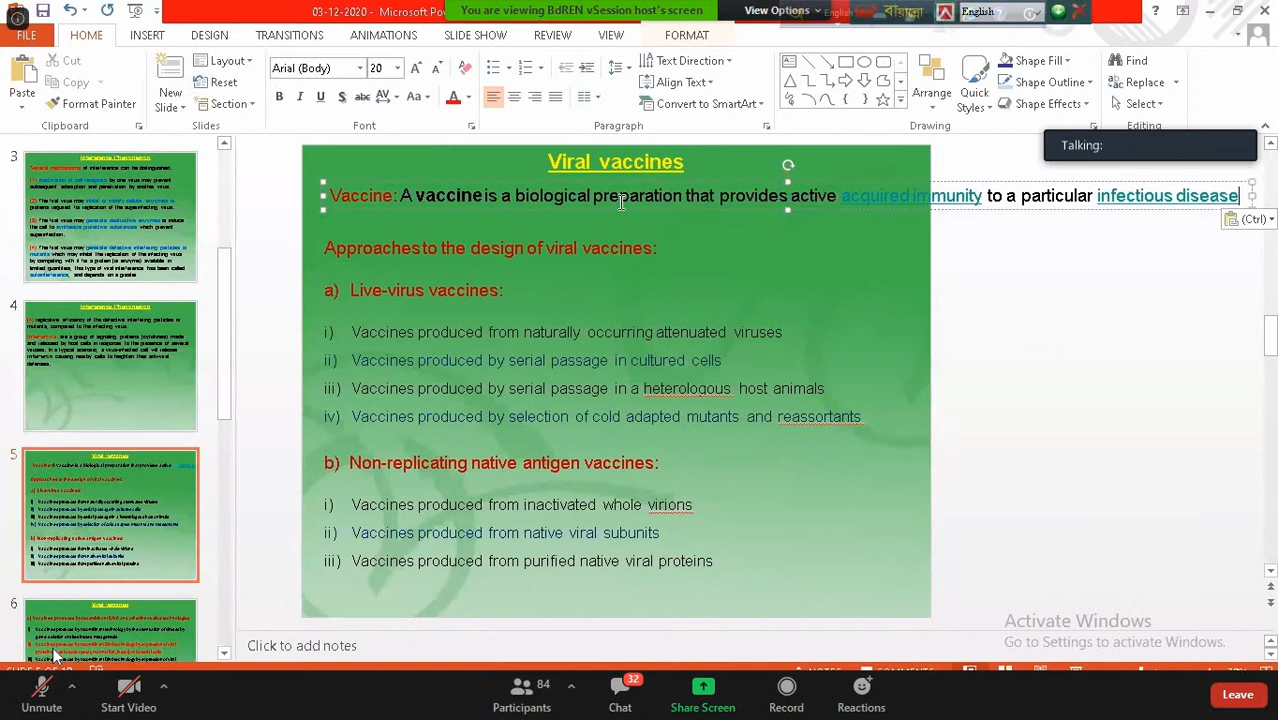 You are viewing BdREN vSession host's screen
View Options
03-12-2020 - Microsoft Pow
English
English
FILE HOME INSERT DESIGN TRANSITIONS ANIMATIONS SLIDE SHOW REVIEW VIEW FORMAT
Paste
Cut
Copy
Format Painter
Clipboard
New Slide
Layout
Reset
Section
Slides
Arial (Body) 20
B I U S abc AV Aa A
Font
Text Direction
Align Text
Convert to SmartArt
Paragraph
Arrange
Quick Styles
Shape Fill
Shape Outline
Shape Effects
Drawing
Find
Replace
Select
Editing
Talking:
3
4
5
6
Viral vaccines
Vaccine: A vaccine is a biological preparation that provides active acquired immunity to a particular infectious disease
(Ctrl)
Approaches to the design of viral vaccines:
a) Live-virus vaccines:
i) Vaccines produced from naturally occurring attenuated viruses
ii) Vaccines produced by serial passage in cultured cells
iii) Vaccines produced by serial passage in a heterologous host animals
iv) Vaccines produced by selection of cold adapted mutants and reassortants
b) Non-replicating native antigen vaccines:
i) Vaccines produced from inactivated whole virions
ii) Vaccines produced from native viral subunits
iii) Vaccines produced from purified native viral proteins
Activate Windows
Go to Settings to activate Windows.
Click to add notes
Unmute
Start Video
84
Participants
32
Chat
Share Screen
Record
Reactions
Leave